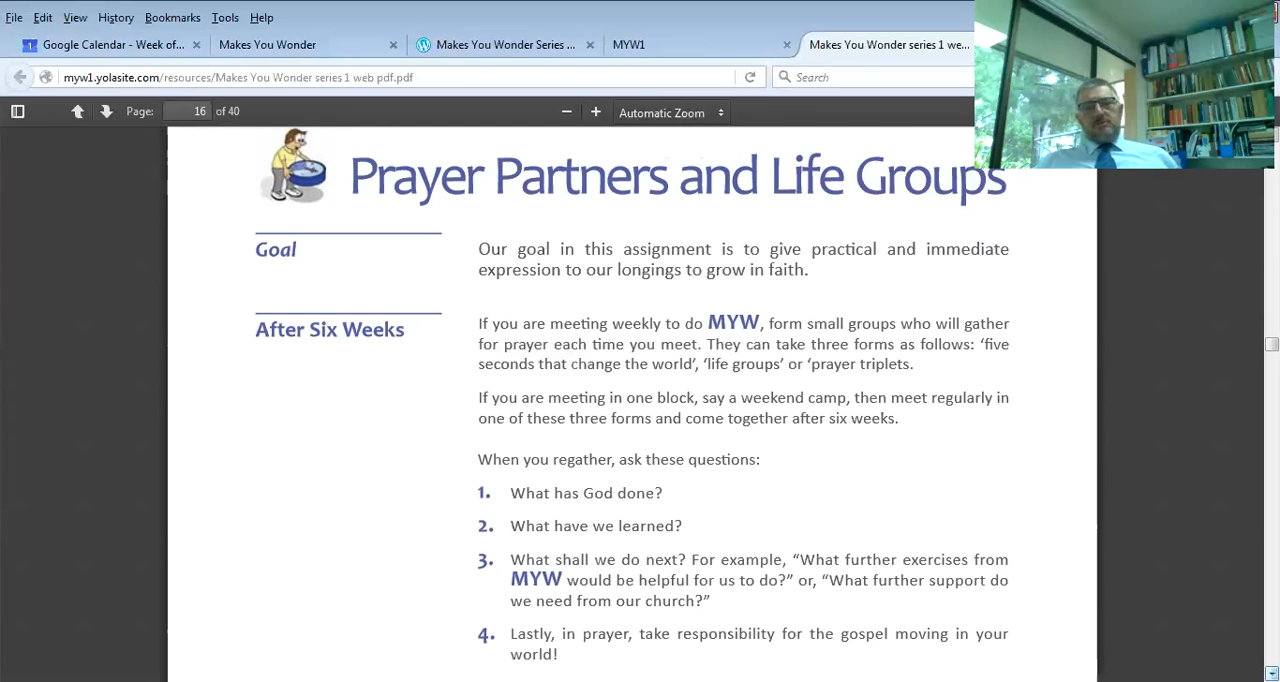 File Edit View History Bookmarks Tools Help
1 Google Calendar - Week of... × Makes You Wonder × Makes You Wonder Series ... × MYW1 × Makes You Wonder series 1 we...
myw1.yolasite.com/resources/Makes You Wonder series 1 web pdf.pdf Search
Page: 16 of 40 Automatic Zoom
Prayer Partners and Life Groups
Goal
Our goal in this assignment is to give practical and immediate
expression to our longings to grow in faith.
After Six Weeks
If you are meeting weekly to do MYW, form small groups who will gather
for prayer each time you meet. They can take three forms as follows: ‘five
seconds that change the world’, ‘life groups’ or ‘prayer triplets.
If you are meeting in one block, say a weekend camp, then meet regularly in
one of these three forms and come together after six weeks.
When you regather, ask these questions:
1. What has God done?
2. What have we learned?
3. What shall we do next? For example, “What further exercises from
MYW would be helpful for us to do?” or, “What further support do
we need from our church?”
4. Lastly, in prayer, take responsibility for the gospel moving in your
world!